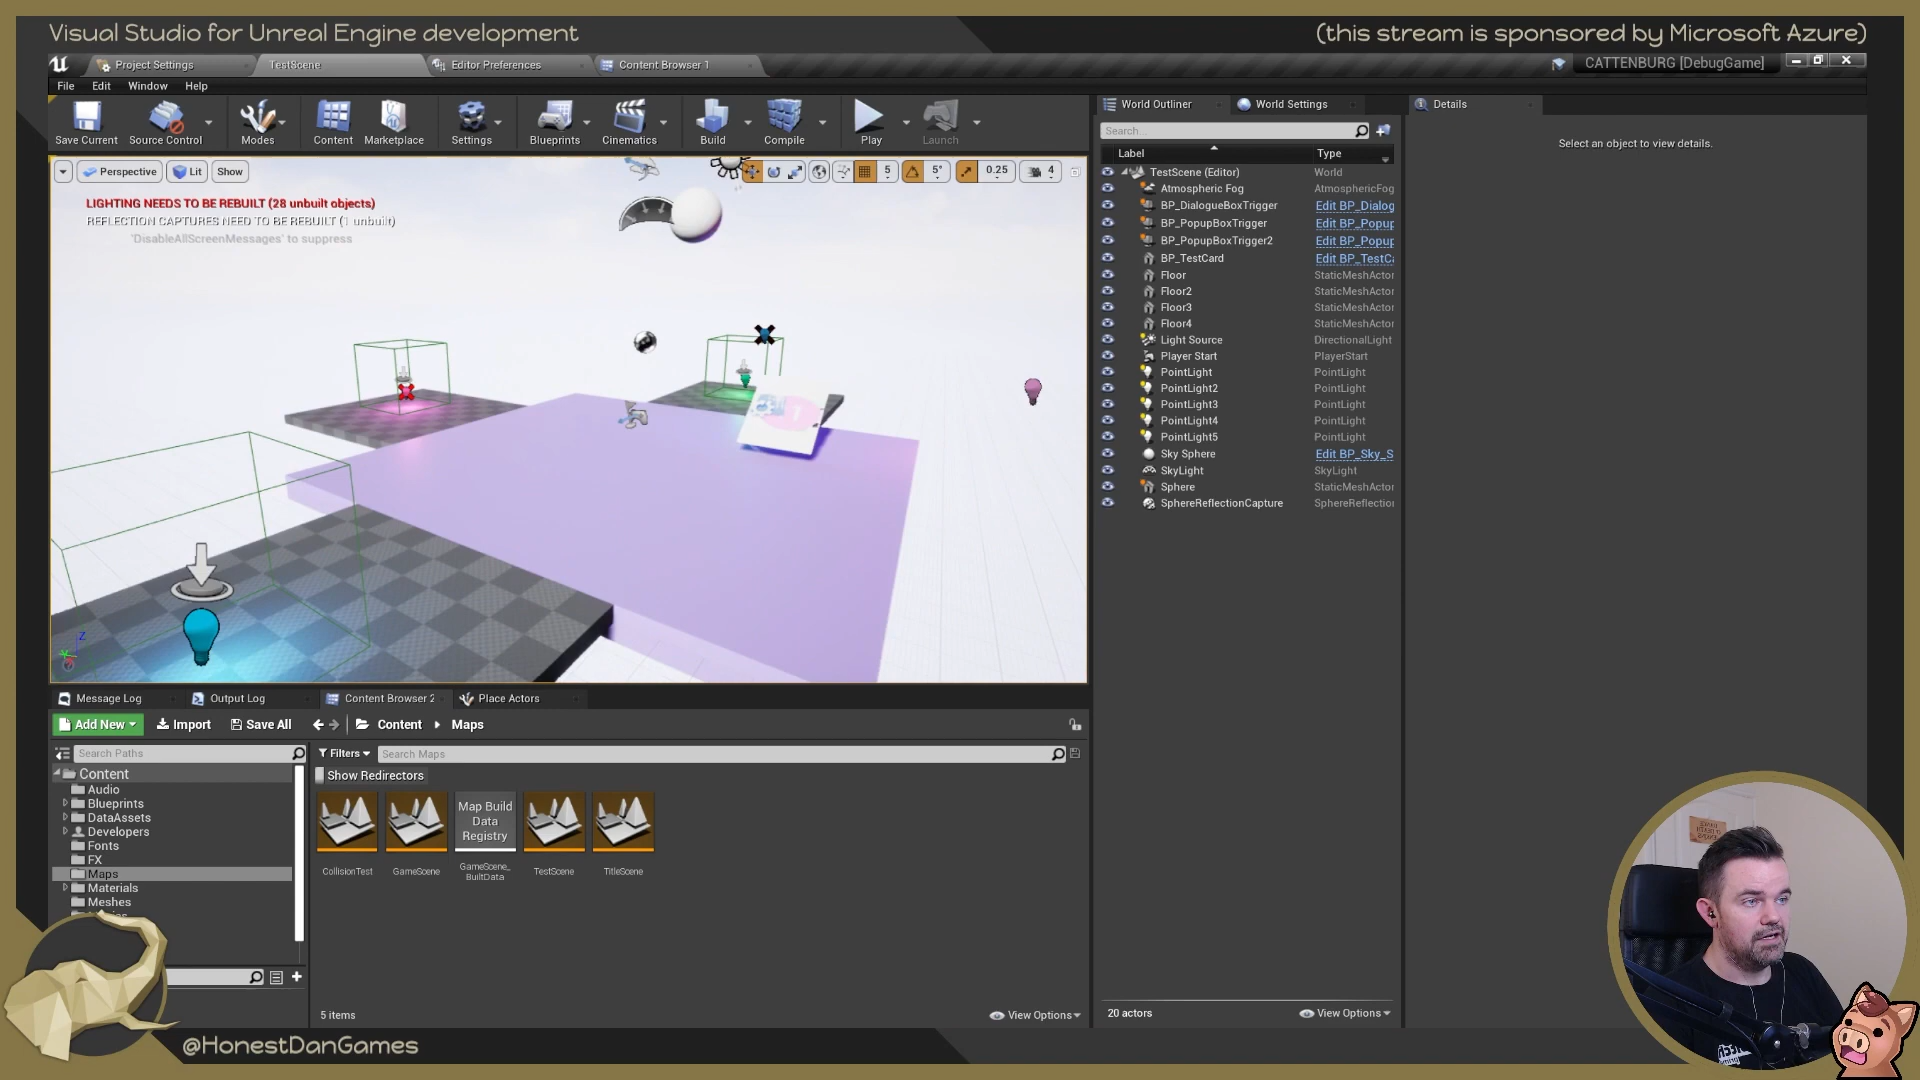 Visual Studio for Unreal Engine development
(this stream is sponsored by Microsoft Azure)
Project Settings
TestScene
Editor Preferences
Content Browser 1
CATTENBURG [DebugGame]
File Edit Window Help
Save Current
Source Control
Modes
Content
Marketplace
Settings
Blueprints
Cinematics
Build
Compile
Play
Launch
Perspective
Lit
Show
5
5°
0.25
4
LIGHTING NEEDS TO BE REBUILT (28 unbuilt objects)
REFLECTION CAPTURES NEED TO BE REBUILT (1 unbuilt)
'DisableAllScreenMessages' to suppress
Z
World Outliner
World Settings
Search...
Label Type
TestScene (Editor) World
Atmospheric Fog AtmosphericFog
BP_DialogueBoxTrigger Edit BP_Dialog
BP_PopupBoxTrigger Edit BP_Popup
BP_PopupBoxTrigger2 Edit BP_Popup
BP_TestCard Edit BP_TestCa
Floor StaticMeshActor
Floor2 StaticMeshActor
Floor3 StaticMeshActor
Floor4 StaticMeshActor
Light Source DirectionalLight
Player Start PlayerStart
PointLight PointLight
PointLight2 PointLight
PointLight3 PointLight
PointLight4 PointLight
PointLight5 PointLight
Sky Sphere Edit BP_Sky_S
SkyLight SkyLight
Sphere StaticMeshActor
SphereReflectionCapture SphereReflection
20 actors
View Options
Details
Select an object to view details.
Message Log
Output Log
Content Browser 2
Place Actors
Add New
Import
Save All
Content
Maps
Search Paths
Content
Audio
Blueprints
DataAssets
Developers
Fonts
FX
Maps
Materials
Meshes
Filters
Search Maps
Show Redirectors
Map Build
Data
Registry
CollisionTest
GameScene
GameScene_
BuiltData
TestScene
TitleScene
5 items
View Options
@HonestDanGames